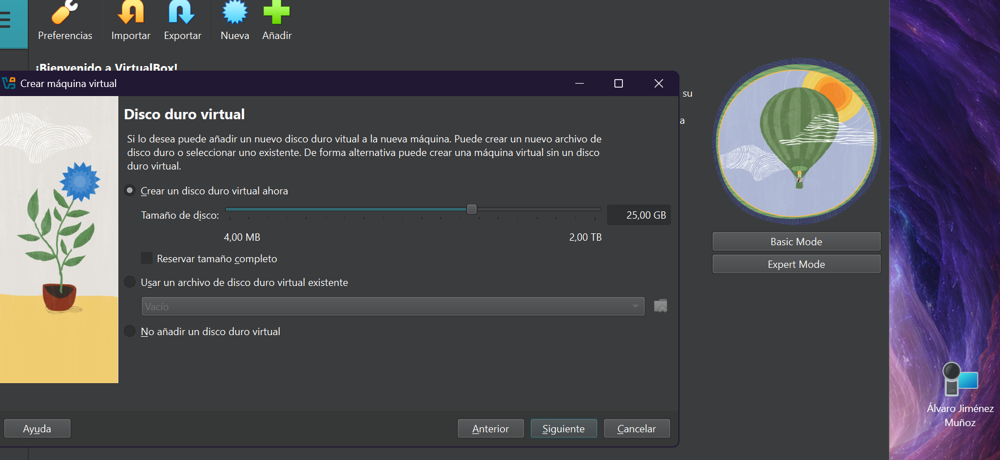 Preferencias
Importar
Exportar
Nueva
Añadir
¡Bienvenido a VirtualBox!
su
a
Crear máquina virtual
Disco duro virtual
Si lo desea puede añadir un nuevo disco duro vitual a la nueva máquina. Puede crear un nuevo archivo de
disco duro o seleccionar uno existente. De forma alternativa puede crear una máquina virtual sin un disco
duro virtual.
Crear un disco duro virtual ahora
Tamaño de disco:
25,00 GB
4,00 MB
2,00 TB
Reservar tamaño completo
Usar un archivo de disco duro virtual existente
Vacío
No añadir un disco duro virtual
Ayuda
Anterior
Siguiente
Cancelar
Basic Mode
Expert Mode
Álvaro Jiménez
Muñoz